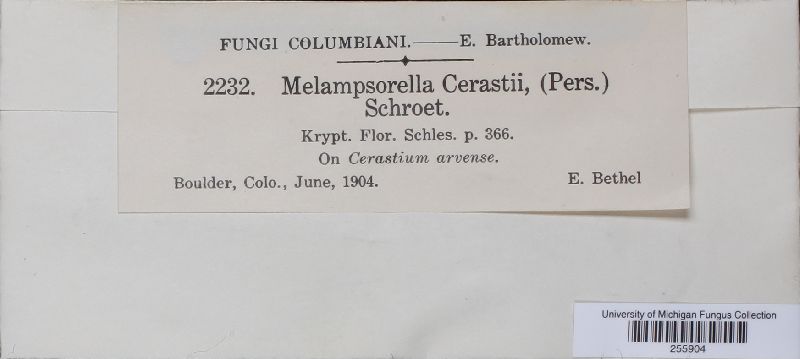 FUNGI COLUMBIANI.——E. Bartholomew.
2232. Melampsorella Cerastii, (Pers.)
Schroet.
Krypt. Flor. Schles. p. 366.
On Cerastium arvense.
Boulder, Colo., June, 1904. E. Bethel
University of Michigan Fungus Collection
255904